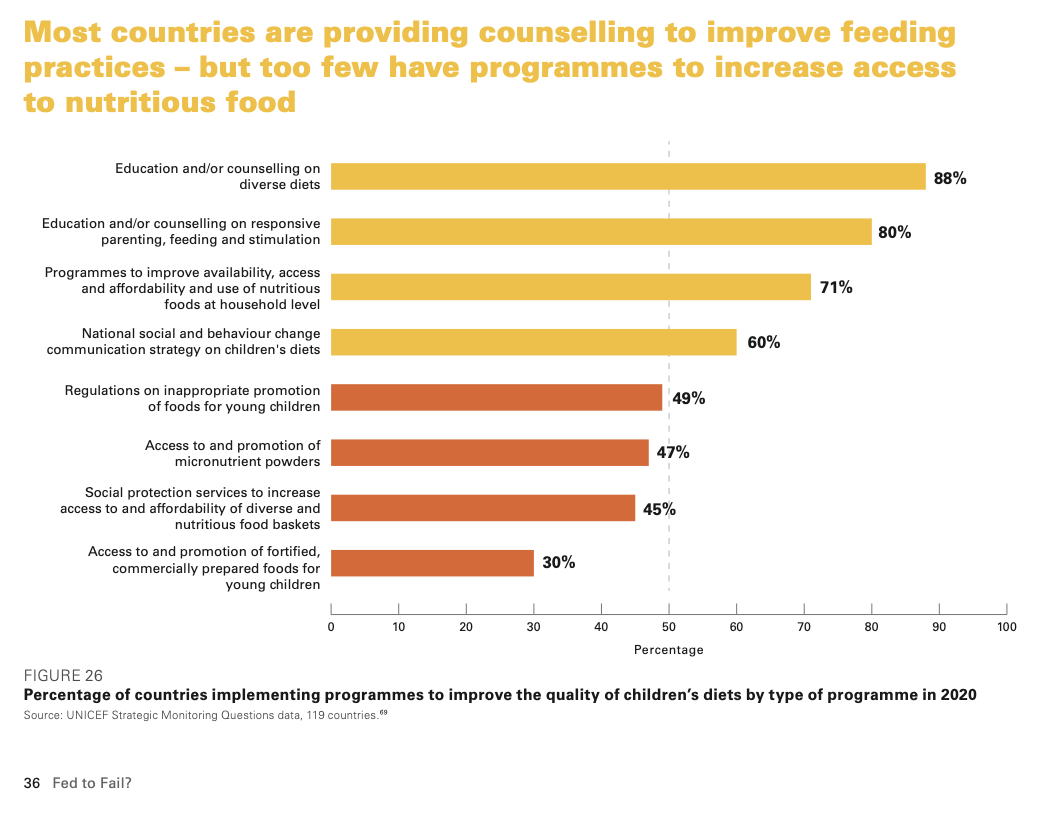 Most countries are providing counselling to improve feeding
practices – but too few have programmes to increase access
to nutritious food
Education and/or counselling on
diverse diets
88%
Education and/or counselling on responsive
parenting, feeding and stimulation
80%
Programmes to improve availability, access
and affordability and use of nutritious
foods at household level
71%
National social and behaviour change
communication strategy on children's diets
60%
Regulations on inappropriate promotion
of foods for young children
49%
Access to and promotion of
micronutrient powders
47%
Social protection services to increase
access to and affordability of diverse and
nutritious food baskets
45%
Access to and promotion of fortified,
commercially prepared foods for
young children
30%
0 10 20 30 40 50 60 70 80 90 100
Percentage
FIGURE 26
Percentage of countries implementing programmes to improve the quality of children’s diets by type of programme in 2020
Source: UNICEF Strategic Monitoring Questions data, 119 countries.⁶⁹
36 Fed to Fail?